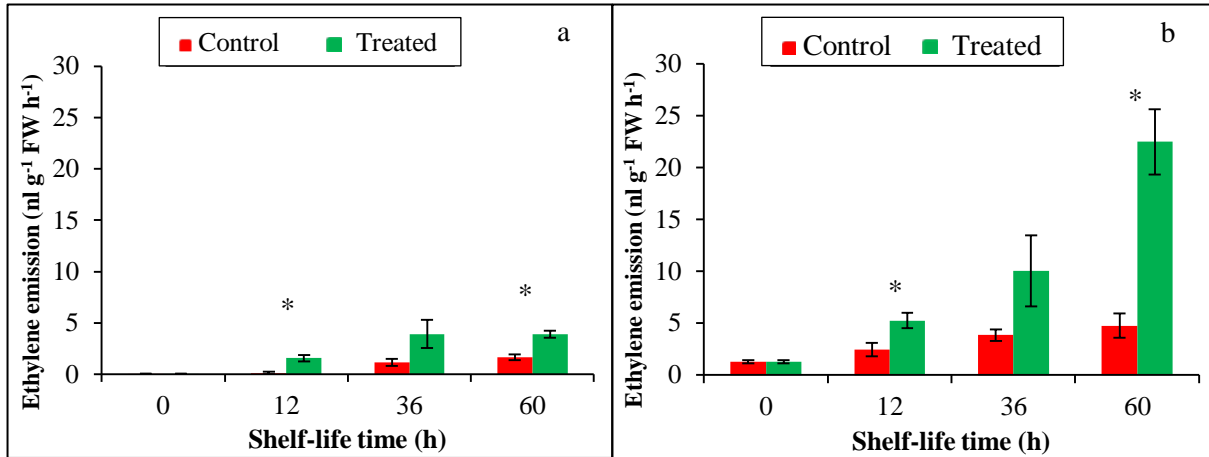 Control Treated
a
Ethylene emission (nl g-1 FW h-1)
30
25
20
15
10
5
0
*
*
0 12 36 60
Shelf-life time (h)
Control Treated
b
Ethylene emission (nl g-1 FW h-1)
30
25
20
15
10
5
0
*
*
0 12 36 60
Shelf-life time (h)